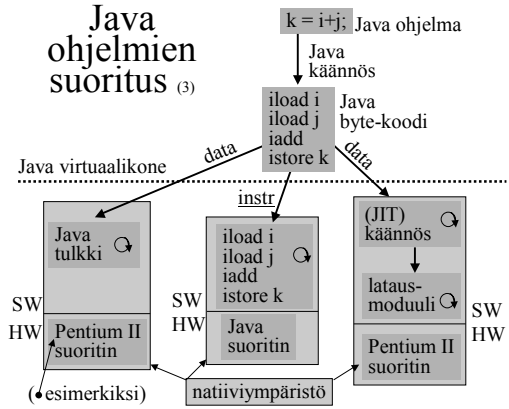 Java
ohjelmien
suoritus (3)
k = i+j; Java ohjelma
Java
käännös
iload i
iload j
iadd
istore k
Java
byte-koodi
data
data
Java virtuaalikone
instr
Java
tulkki
SW
HW
Pentium II
suoritin
(esimerkiksi)
iload i
iload j
iadd
istore k
SW
HW
Java
suoritin
(JIT)
käännös
lataus-
moduuli
SW
HW
Pentium II
suoritin
natiiviympäristö